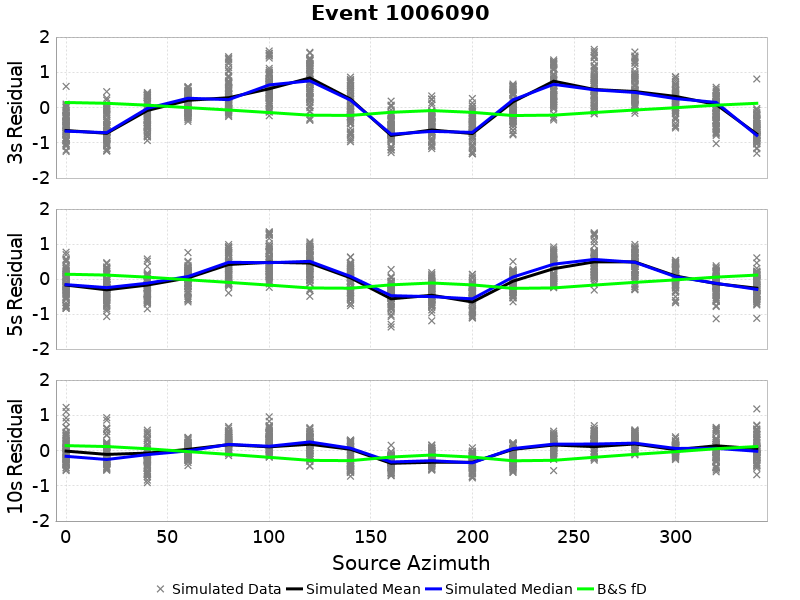 Event 1006090
3s Residual
2
1
0
-1
-2
5s Residual
2
1
0
-1
-2
10s Residual
2
1
0
-1
-2
0 50 100 150 200 250 300
Source Azimuth
Simulated Data Simulated Mean Simulated Median B&S fD